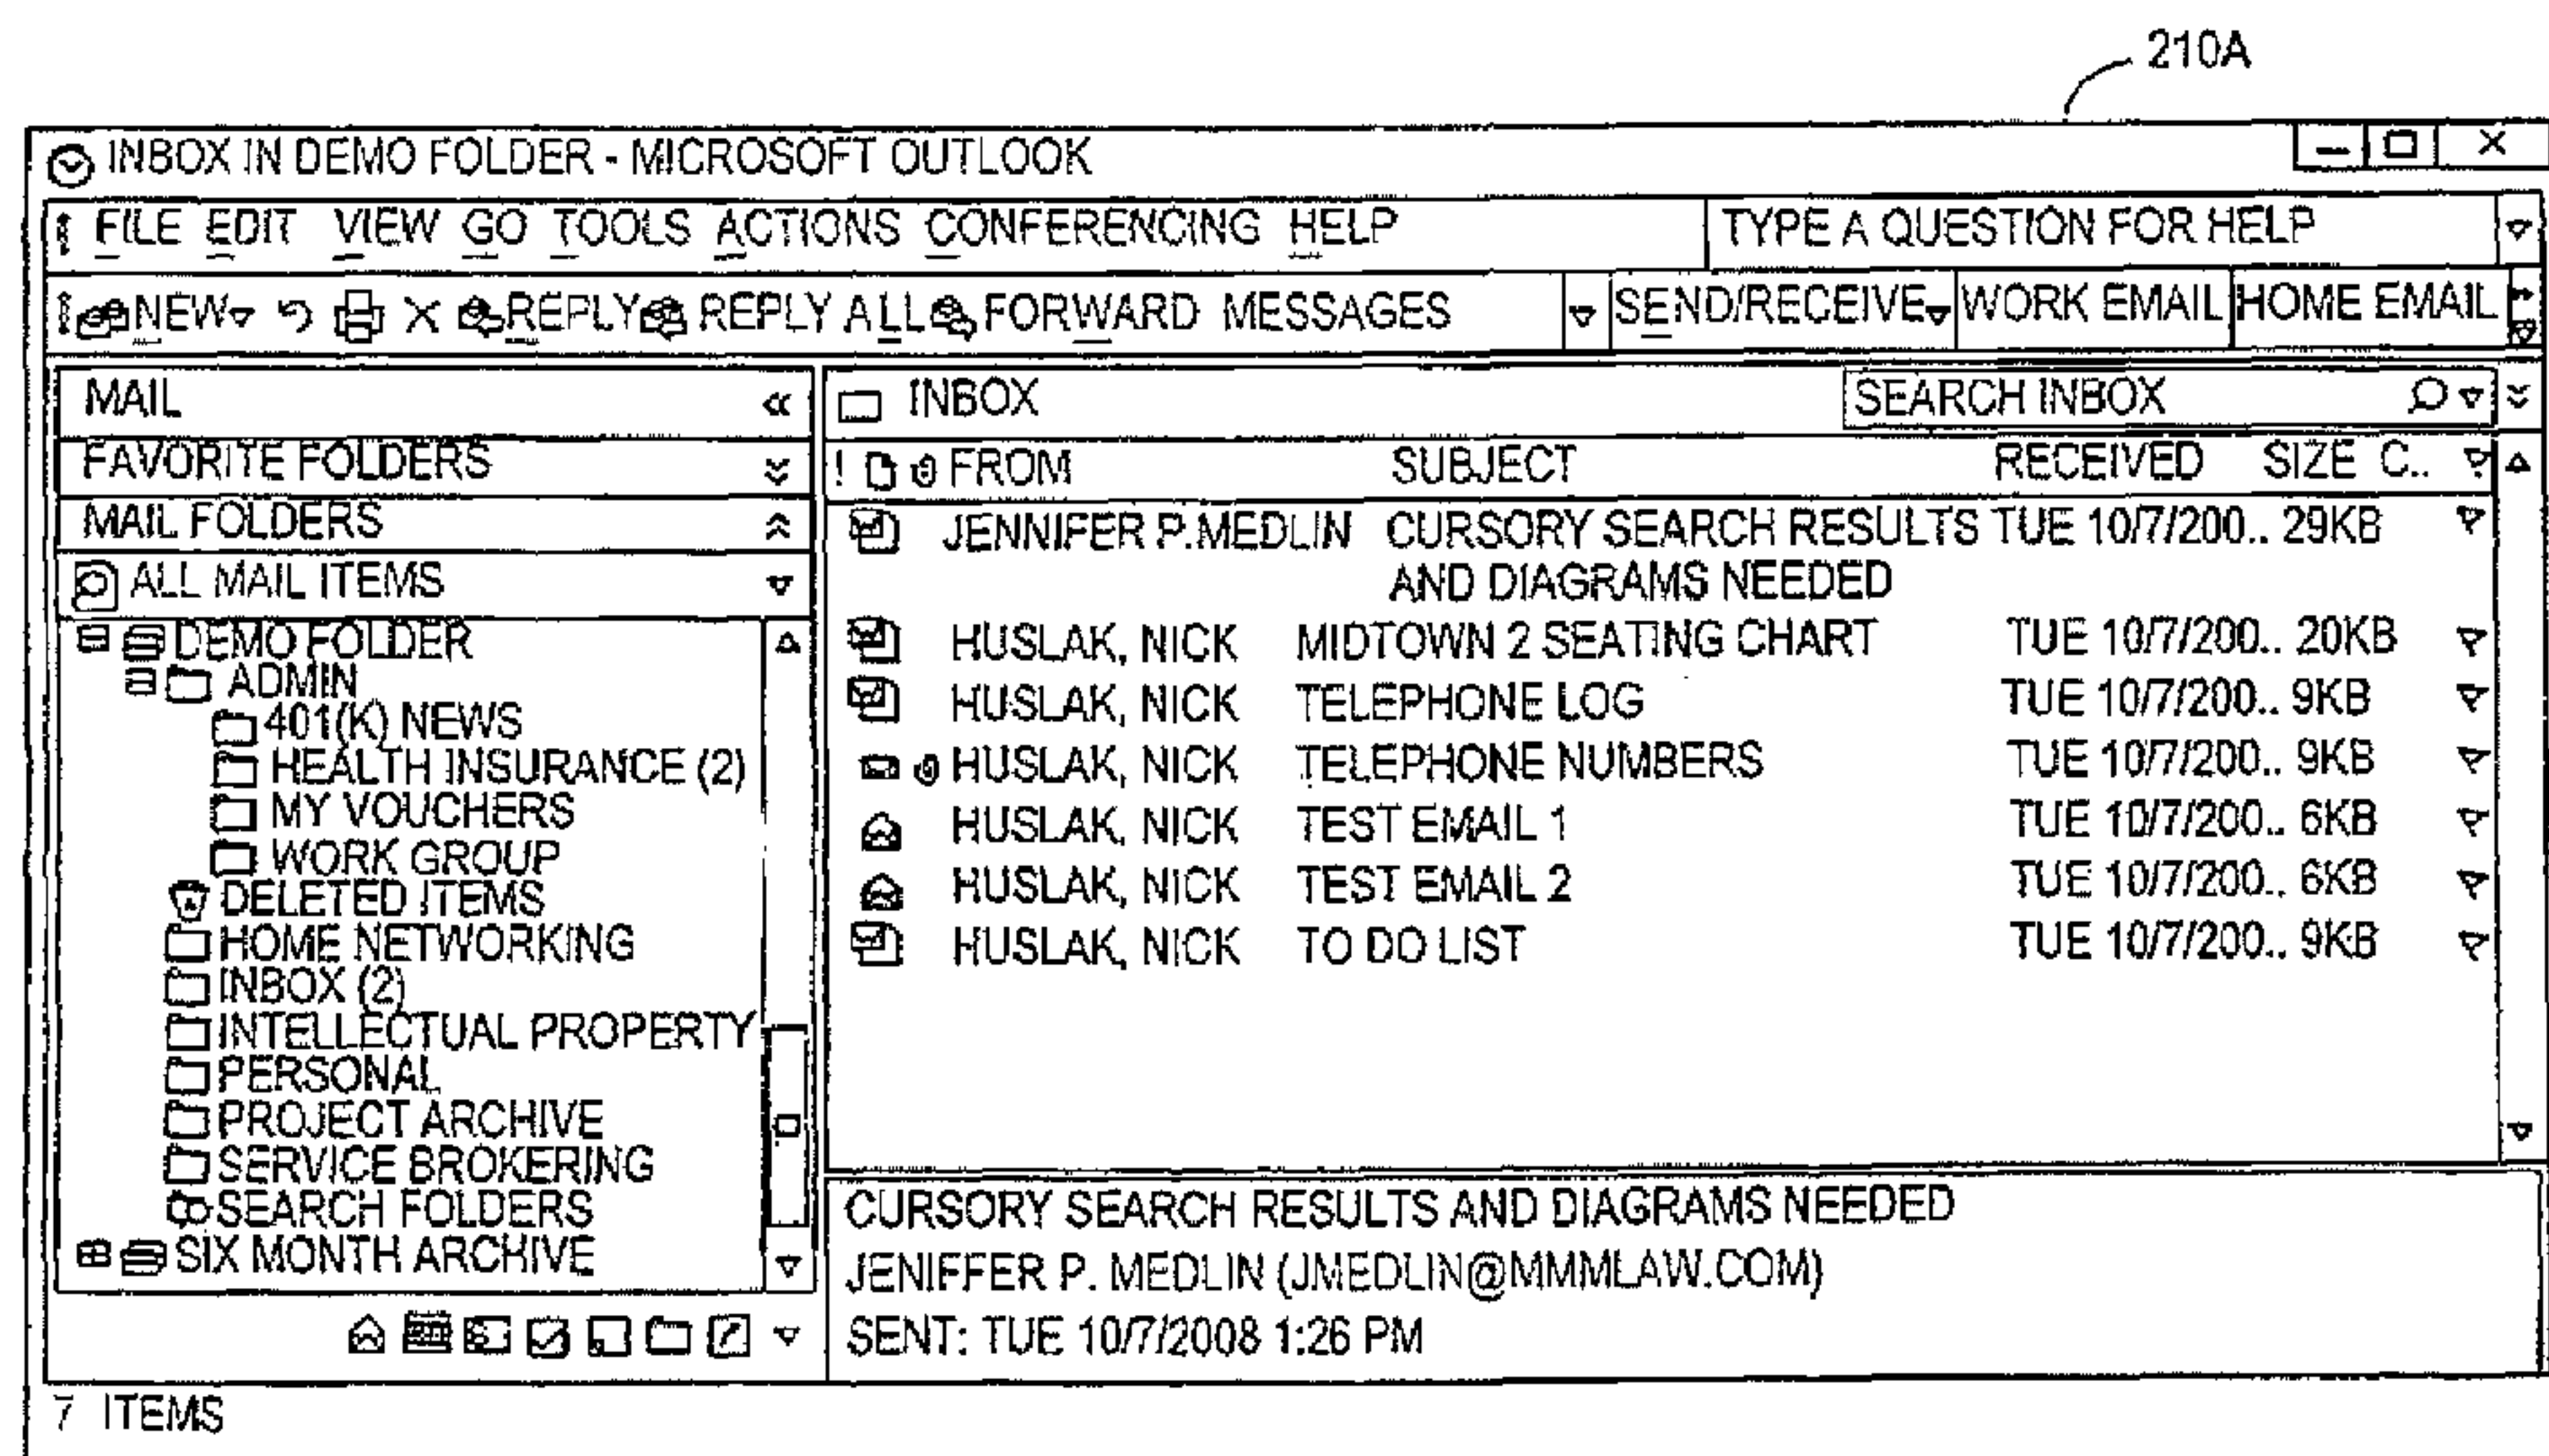 210A
INBOX IN DEMO FOLDER - MICROSOFT OUTLOOK
FILE EDIT VIEW GO TOOLS ACTIONS CONFERENCING HELP TYPE A QUESTION FOR HELP
NEW REPLY REPLY ALL FORWARD MESSAGES SEND/RECEIVE WORK EMAIL HOME EMAIL
MAIL
FAVORITE FOLDERS
MAIL FOLDERS
ALL MAIL ITEMS
DEMO FOLDER
ADMIN
401(K) NEWS
HEALTH INSURANCE (2)
MY VOUCHERS
WORK GROUP
DELETED ITEMS
HOME NETWORKING
INBOX (2)
INTELLECTUAL PROPERTY
PERSONAL
PROJECT ARCHIVE
SERVICE BROKERING
SEARCH FOLDERS
SIX MONTH ARCHIVE
INBOX SEARCH INBOX
! FROM SUBJECT RECEIVED SIZE C..
JENNIFER P.MEDLIN CURSORY SEARCH RESULTS TUE 10/7/200.. 29KB
AND DIAGRAMS NEEDED
HUSLAK, NICK MIDTOWN 2 SEATING CHART TUE 10/7/200.. 20KB
HUSLAK, NICK TELEPHONE LOG TUE 10/7/200.. 9KB
HUSLAK, NICK TELEPHONE NUMBERS TUE 10/7/200.. 9KB
HUSLAK, NICK TEST EMAIL 1 TUE 10/7/200.. 6KB
HUSLAK, NICK TEST EMAIL 2 TUE 10/7/200.. 6KB
HUSLAK, NICK TO DO LIST TUE 10/7/200.. 9KB
CURSORY SEARCH RESULTS AND DIAGRAMS NEEDED
JENIFFER P. MEDLIN (JMEDLIN@MMMLAW.COM)
SENT: TUE 10/7/2008 1:26 PM
7 ITEMS